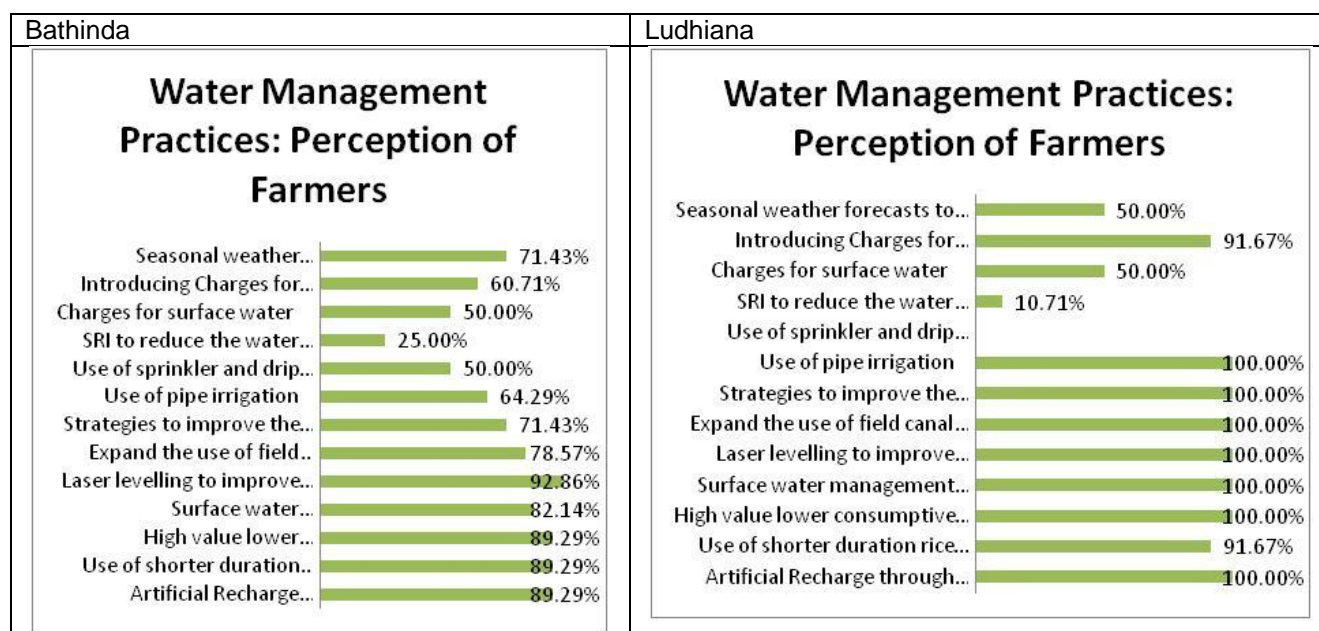 Bathinda
Water Management
Practices: Perception of
Farmers
Seasonal weather... 71.43%
Introducing Charges for... 60.71%
Charges for surface water 50.00%
SRI to reduce the water... 25.00%
Use of sprinkler and drip... 50.00%
Use of pipe irrigation 64.29%
Strategies to improve the... 71.43%
Expand the use of field.. 78.57%
Laser levelling to improve... 92.86%
Surface water... 82.14%
High value lower... 89.29%
Use of shorter duration... 89.29%
Artificial Recharge... 89.29%
Ludhiana
Water Management Practices:
Perception of Farmers
Seasonal weather forecasts to... 50.00%
Introducing Charges for... 91.67%
Charges for surface water 50.00%
SRI to reduce the water... 10.71%
Use of sprinkler and drip...
Use of pipe irrigation 100.00%
Strategies to improve the... 100.00%
Expand the use of field canal... 100.00%
Laser levelling to improve... 100.00%
Surface water management... 100.00%
High value lower consumptive... 100.00%
Use of shorter duration rice... 91.67%
Artificial Recharge through... 100.00%